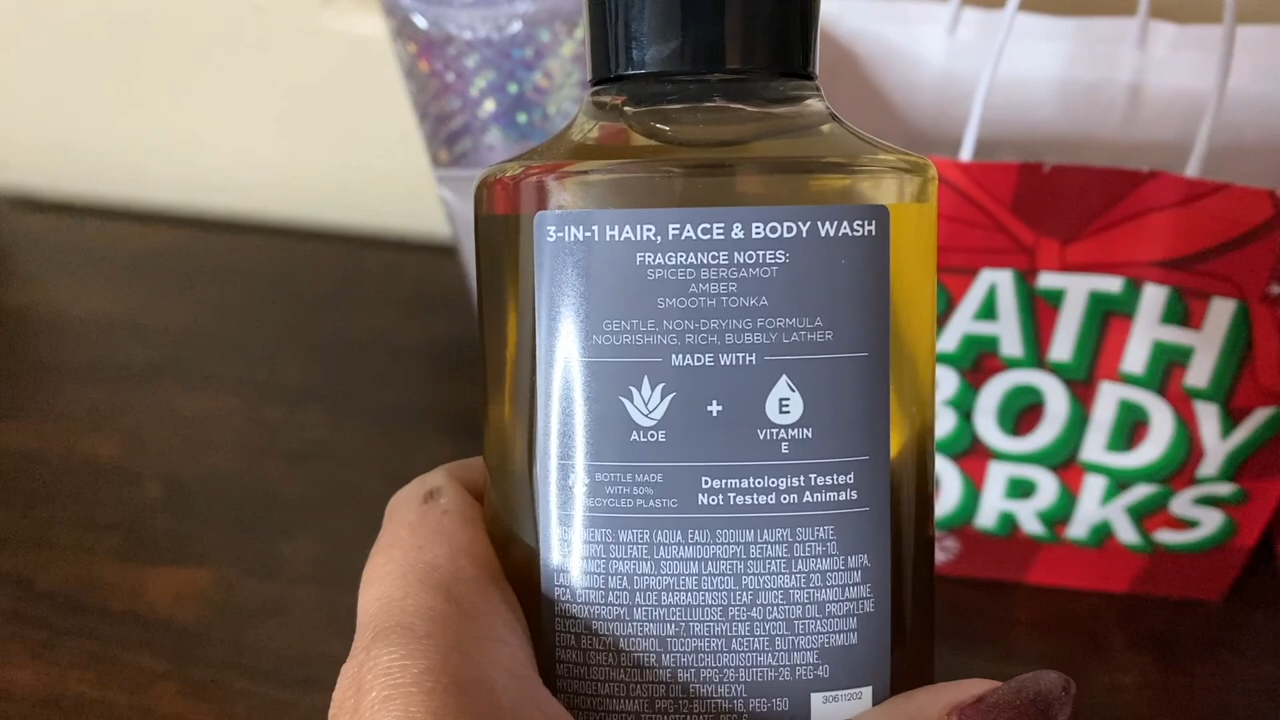 3-IN-1 HAIR, FACE & BODY WASH
FRAGRANCE NOTES:
SPICED BERGAMOT
AMBER
SMOOTH TONKA
GENTLE, NON-DRYING FORMULA
NOURISHING, RICH, BUBBLY LATHER
MADE WITH
ALOE
+
E
VITAMIN
E
BOTTLE MADE
WITH 50%
RECYCLED PLASTIC
Dermatologist Tested
Not Tested on Animals
WATER (AQUA, EAU), SODIUM LAURYL SULFATE,
SULFATE, LAURAMIDOPROPYL BETAINE, OLETH-10,
(PARFUM), SODIUM LAURETH SULFATE, LAURAMIDE MIPA,
LAURAMIDE MEA, DIPROPYLENE GLYCOL, POLYSORBATE 20, SODIUM
PCA, CITRIC ACID, ALOE BARBADENSIS LEAF JUICE, TRIETHANOLAMINE,
HYDROXYPROPYL METHYLCELLULOSE, PEG-40 CASTOR OIL, PROPYLENE
GLYCOL, POLYQUATERNIUM-7, TRIETHYLENE GLYCOL, TETRASODIUM
EDTA, BENZYL ALCOHOL, TOCOPHERYL ACETATE, BUTYROSPERMUM
PARKII (SHEA) BUTTER, METHYLCHLOROISOTHIAZOLINONE,
METHYLISOTHIAZOLINONE, BHT, PPG-26-BUTETH-26, PEG-40
HYDROGENATED CASTOR OIL, ETHYLHEXYL
METHOXYCINNAMATE, PPG-12-BUTETH-16, PEG-150
30611202
BATH
BODY
WORKS